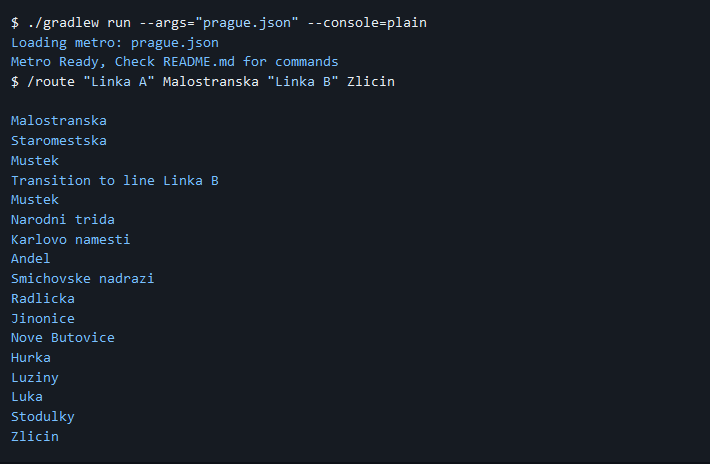 $ ./gradlew run --args="prague.json" --console=plain
Loading metro: prague.json
Metro Ready, Check README.md for commands
$ /route "Linka A" Malostranska "Linka B" Zlicin
Malostranska
Staromestska
Mustek
Transition to line Linka B
Mustek
Narodni trida
Karlovo namesti
Andel
Smichovske nadrazi
Radlicka
Jinonice
Nove Butovice
Hurka
Luziny
Luka
Stodulky
Zlicin